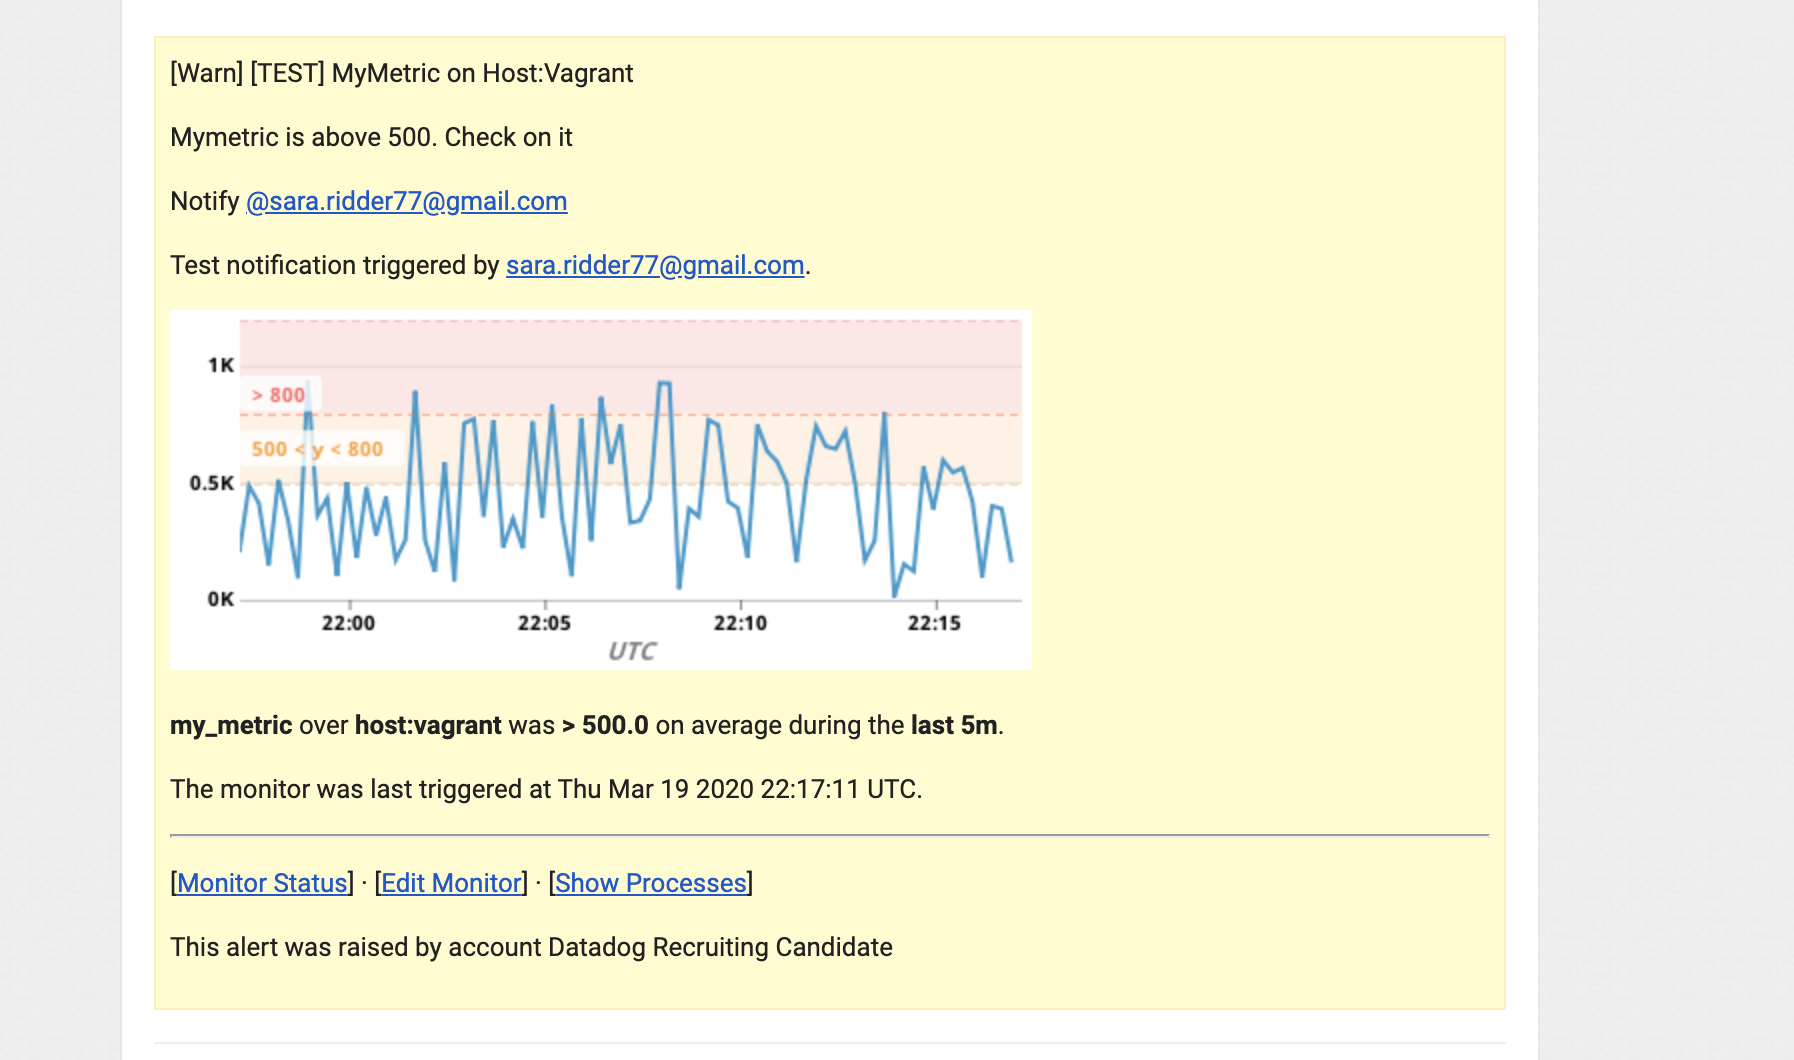 [Warn] [TEST] MyMetric on Host:Vagrant
Mymetric is above 500. Check on it
Notify @sara.ridder77@gmail.com
Test notification triggered by sara.ridder77@gmail.com.
1K
> 800
500 < y < 800
0.5K
0K
22:00 22:05 22:10 22:15
UTC
my_metric over host:vagrant was > 500.0 on average during the last 5m.
The monitor was last triggered at Thu Mar 19 2020 22:17:11 UTC.
[Monitor Status] · [Edit Monitor] · [Show Processes]
This alert was raised by account Datadog Recruiting Candidate